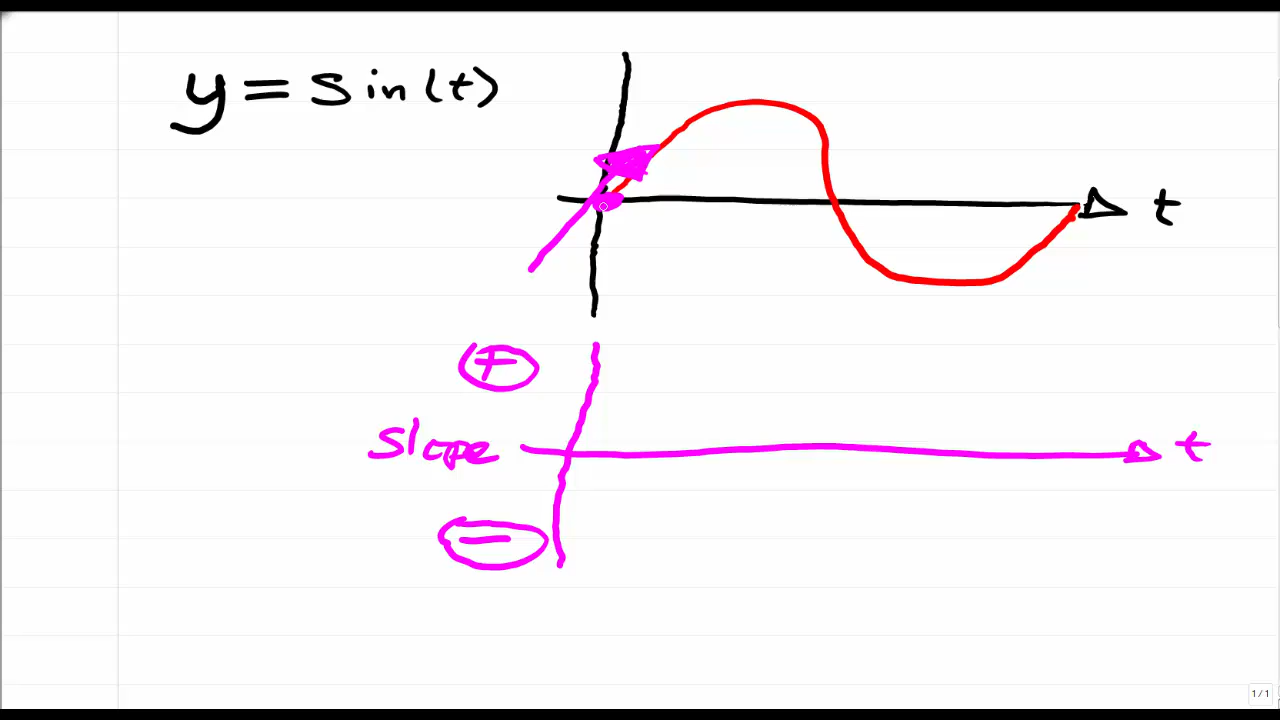 y = sin(t)
t
+
slope
t
−
1/1